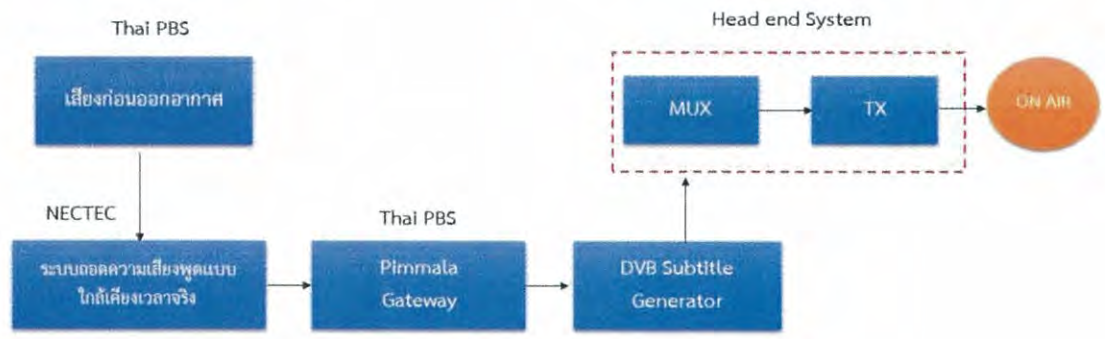 Thai PBS
เสียงก่อนออกอากาศ
NECTEC
ระบบถอดความเสียงพูดแบบ
ใกล้เคียงเวลาจริง
Thai PBS
Pimmala
Gateway
DVB Subtitle
Generator
Head end System
MUX
TX
ON AIR